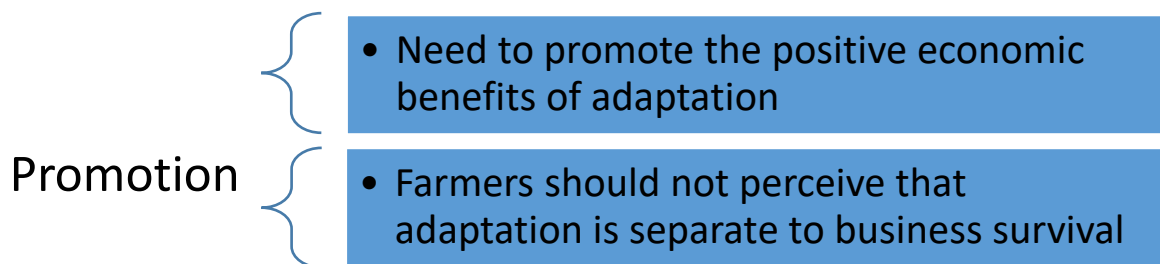 • Need to promote the positive economic
benefits of adaptation
Promotion
• Farmers should not perceive that
adaptation is separate to business survival